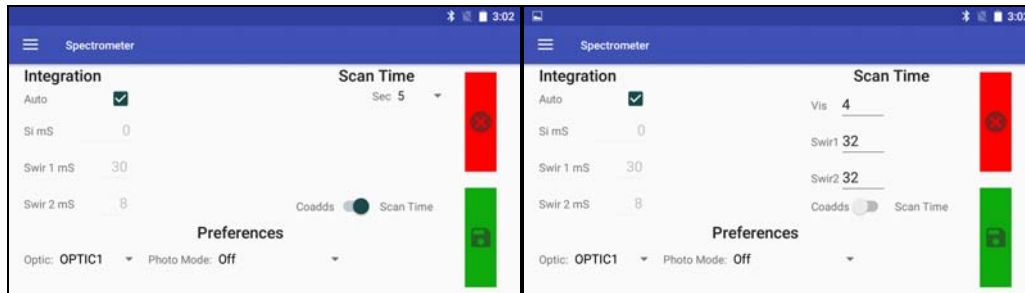 3:02
Spectrometer
Integration Scan Time
Auto Sec 5
Si mS 0
Swir 1 mS 30
Swir 2 mS 8
Coadds Scan Time
Preferences
Optic: OPTIC1 Photo Mode: Off
3:02
Spectrometer
Integration Scan Time
Auto
Vis 4
Si mS 0
Swir1 32
Swir 1 mS 30
Swir2 32
Swir 2 mS 8
Coadds Scan Time
Preferences
Optic: OPTIC1 Photo Mode: Off